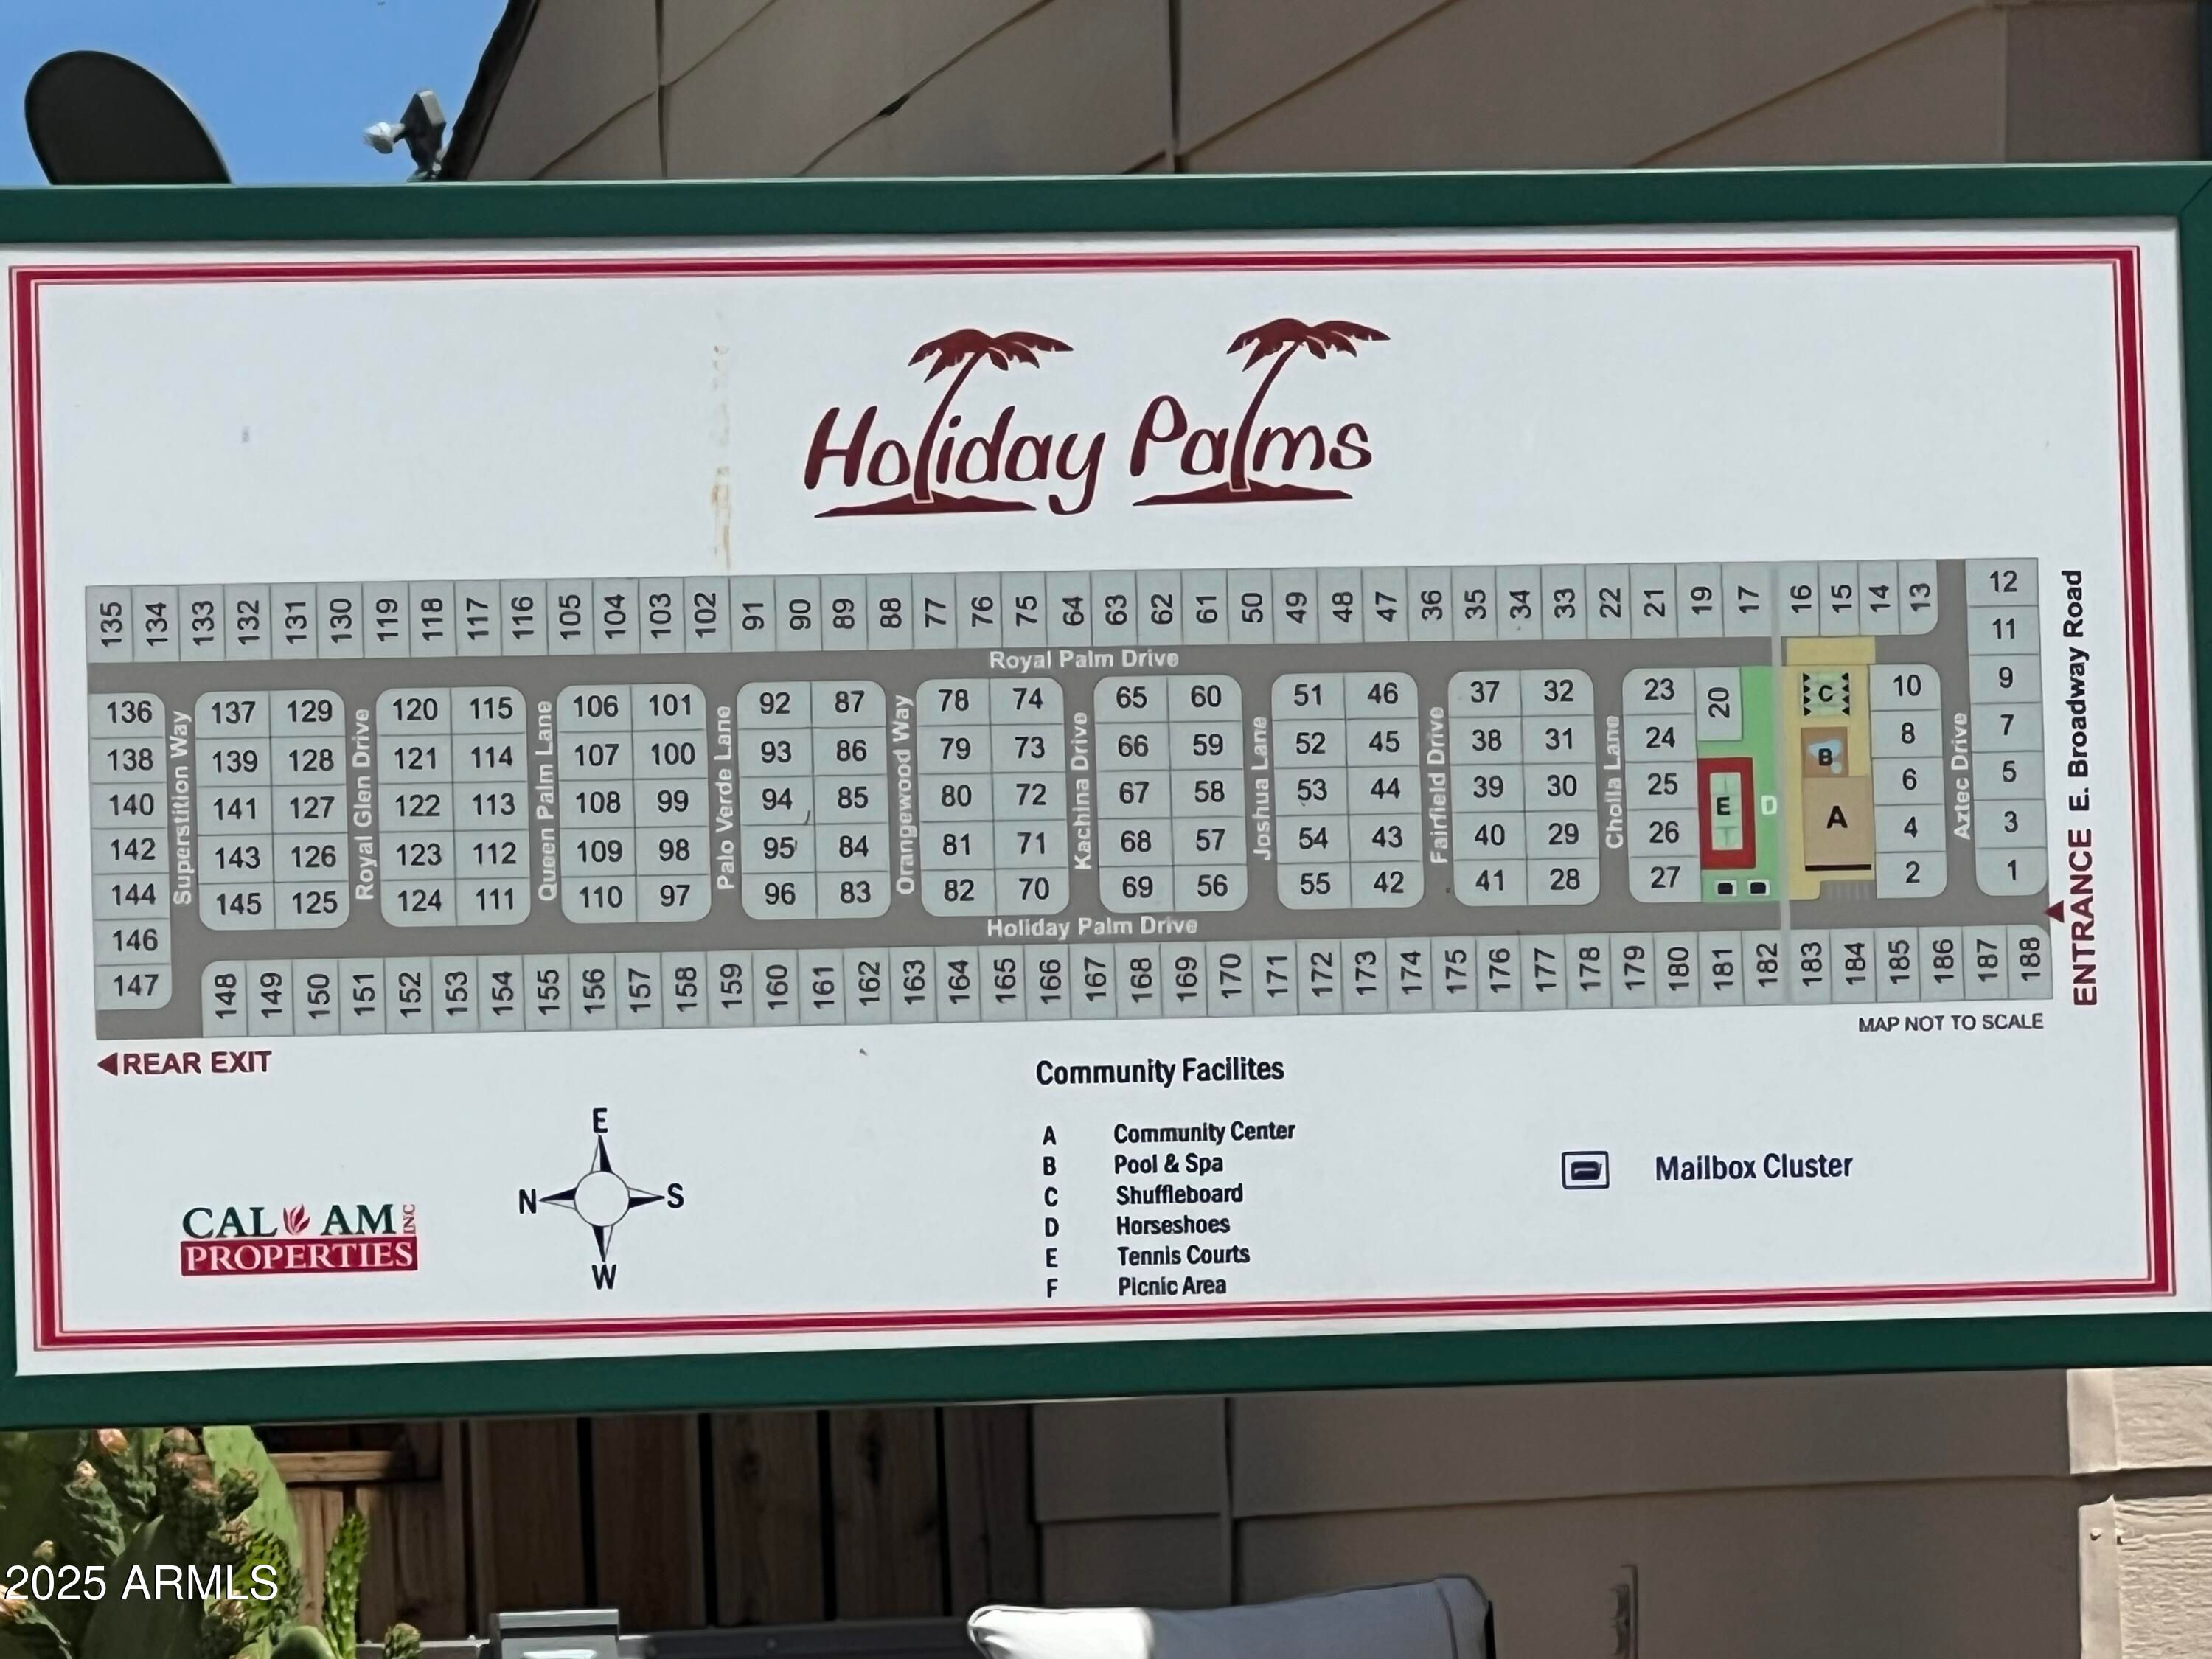 Holiday Palms
135 134 133 132 131 130 119 118 117 116 105 104 103 102 91 90 89 88 77 76 75 64 63 62 61 50 49 48 47 36 35 34 33 22 21 19 17 16 15 14 13 12
11
Royal Palm Drive
136 137 129 120 115 106 101 92 87 78 74 65 60 51 46 37 32 23 20 C 10 9
138 139 128 121 114 107 100 93 86 79 73 66 59 52 45 38 31 24 B 8 7
140 141 127 122 113 108 99 94 85 80 72 67 58 53 44 39 30 25 E D 6 5
142 143 126 123 112 109 98 95 84 81 71 68 57 54 43 40 29 26 A 4 3
144 145 125 124 111 110 97 96 83 82 70 69 56 55 42 41 28 27 2 1
Superstition Way
Royal Glen Drive
Queen Palm Lane
Palo Verde Lane
Orangewood Way
Kachina Drive
Joshua Lane
Fairfield Drive
Cholla Lane
Aztec Drive
ENTRANCE E. Broadway Road
146
Holiday Palm Drive
147 148 149 150 151 152 153 154 155 156 157 158 159 160 161 162 163 164 165 166 167 168 169 170 171 172 173 174 175 176 177 178 179 180 181 182 183 184 185 186 187 188
MAP NOT TO SCALE
REAR EXIT
Community Facilites
A Community Center
B Pool & Spa
C Shuffleboard
D Horseshoes
E Tennis Courts
F Picnic Area
Mailbox Cluster
E
N S
W
CAL AM INC
PROPERTIES
2025 ARMLS